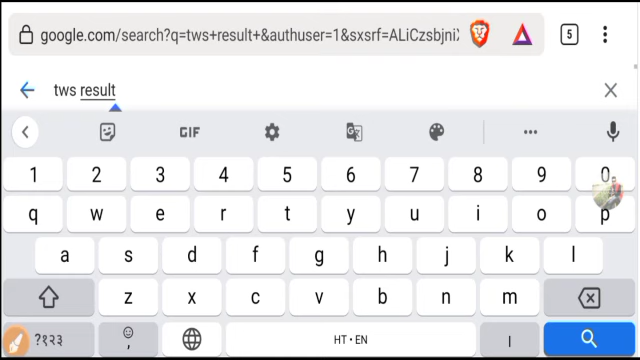 google.com/search?q=tws+result+&authuser=1&sxsrf=ALiCzsbjni
5
tws result
GIF
1 2 3 4 5 6 7 8 9 0
q w e r t y u i o p
a s d f g h j k l
z x c v b n m
?१२३ , HT • EN ।